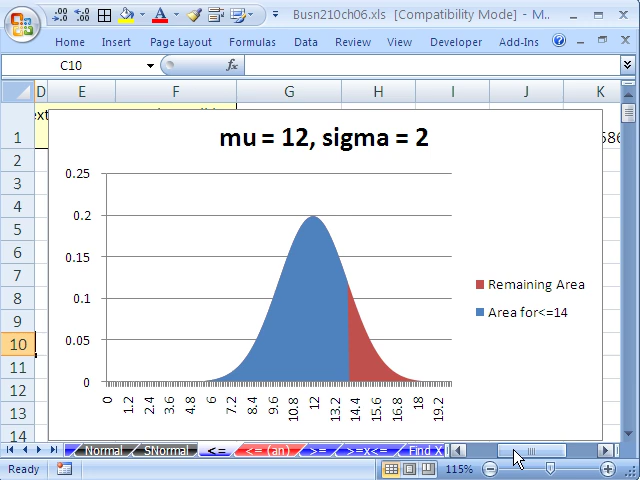 Busn210ch06.xls [Compatibility Mode] - M..
Home Insert Page Layout Formulas Data Review View Developer Add-Ins
C10 fx
D E F G H I J K
mu = 12, sigma = 2
1
2
3
4
5
6
7
8
9
10
11
12
13
14
0.25
0.2
0.15
0.1
0.05
0
0 1.2 2.4 3.6 4.8 6 7.2 8.4 9.6 10.8 12 13.2 14.4 15.6 16.8 18 19.2
Remaining Area
Area for<=14
Normal SNormal <= <= (an) >= >=x<= Find X
Ready 115%